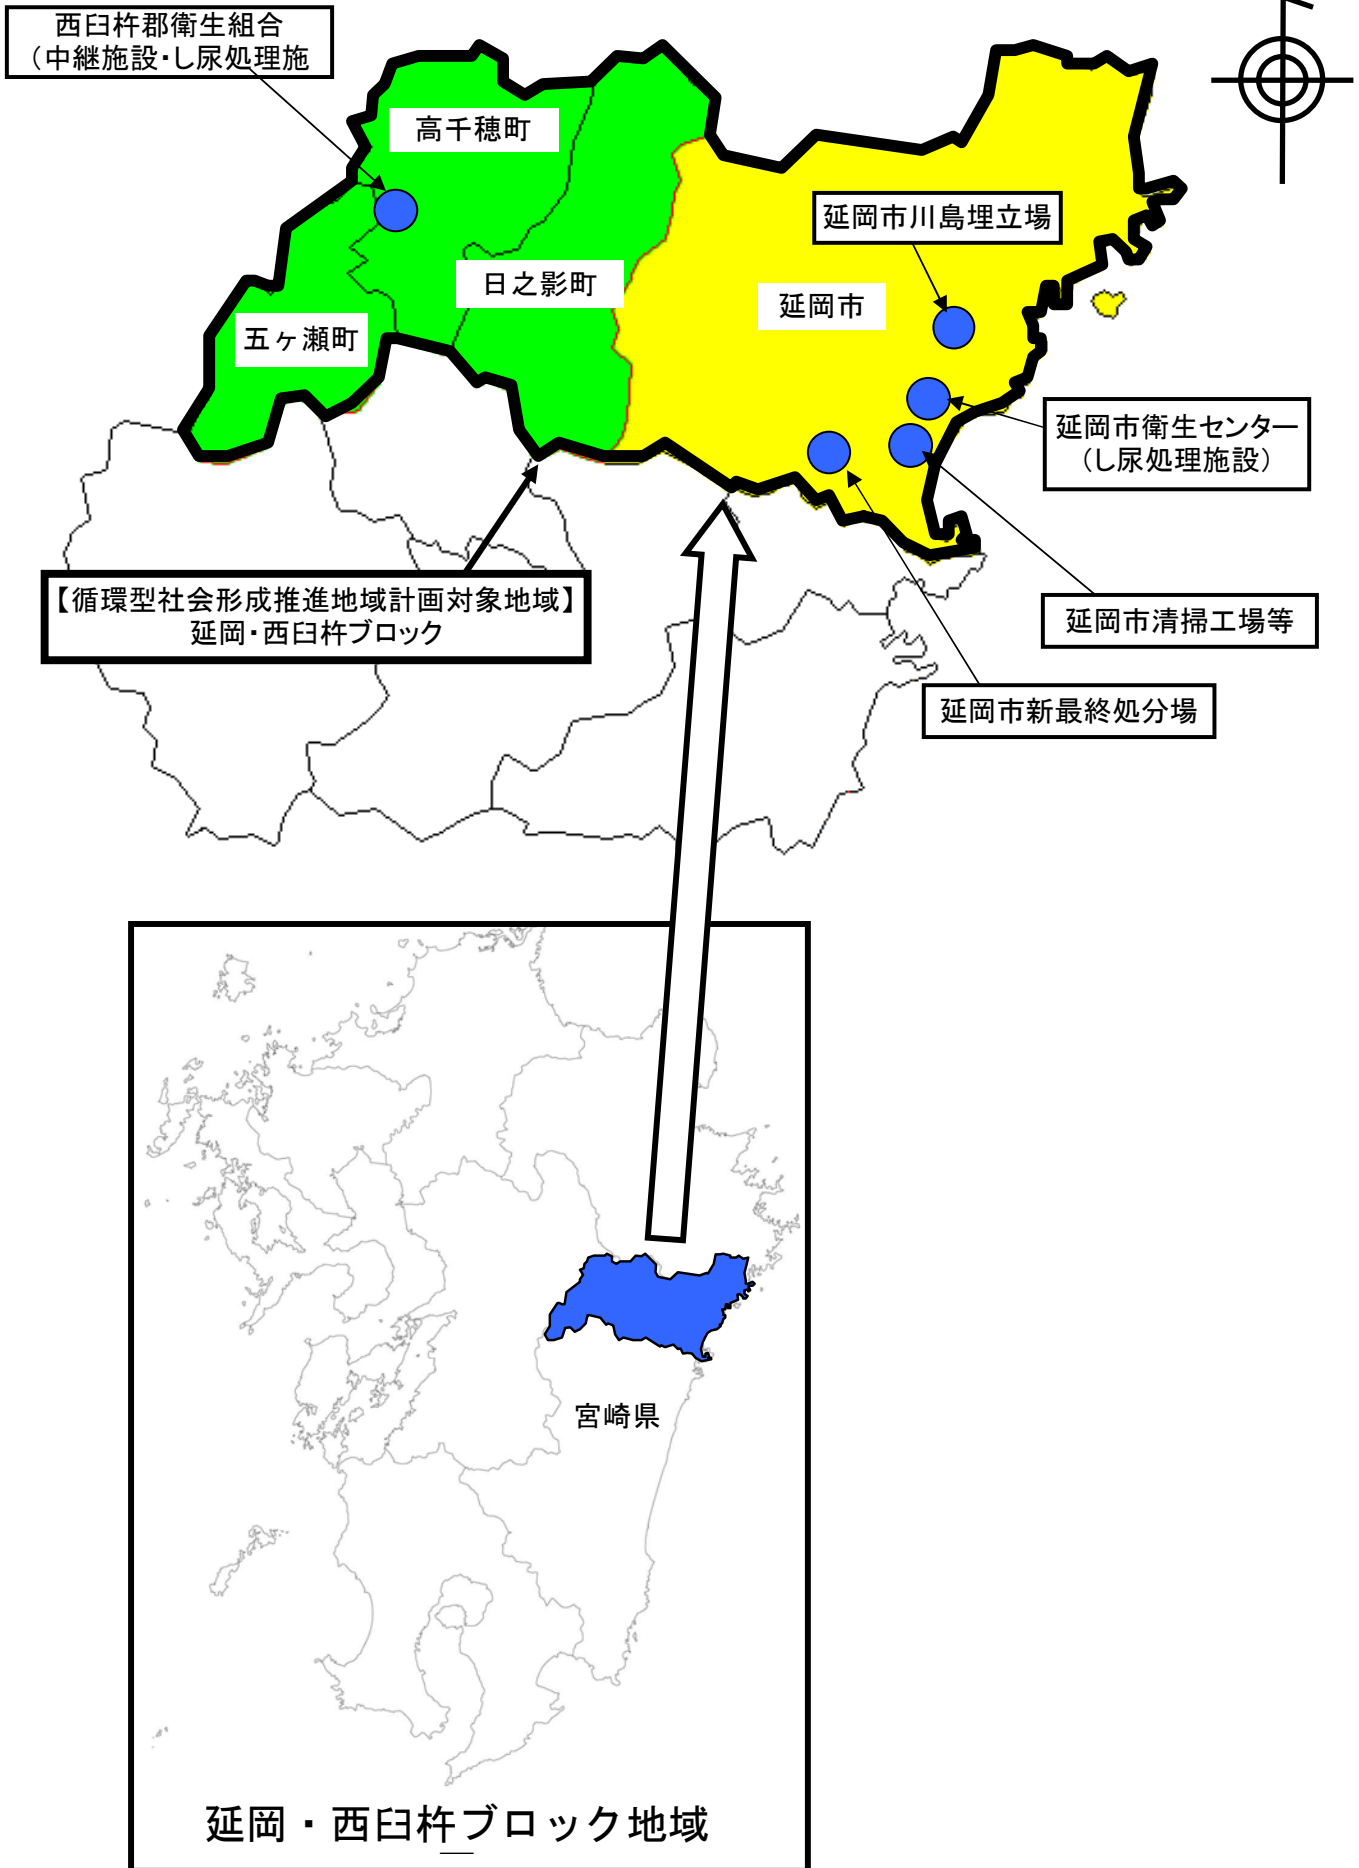 西臼杵郡衛生組合
（中継施設・し尿処理施
高千穂町
延岡市川島埋立場
日之影町
延岡市
五ヶ瀬町
延岡市衛生センター
（し尿処理施設）
【循環型社会形成推進地域計画対象地域】
延岡・西臼杵ブロック
延岡市清掃工場等
延岡市新最終処分場
宮崎県
延岡・西臼杵ブロック地域